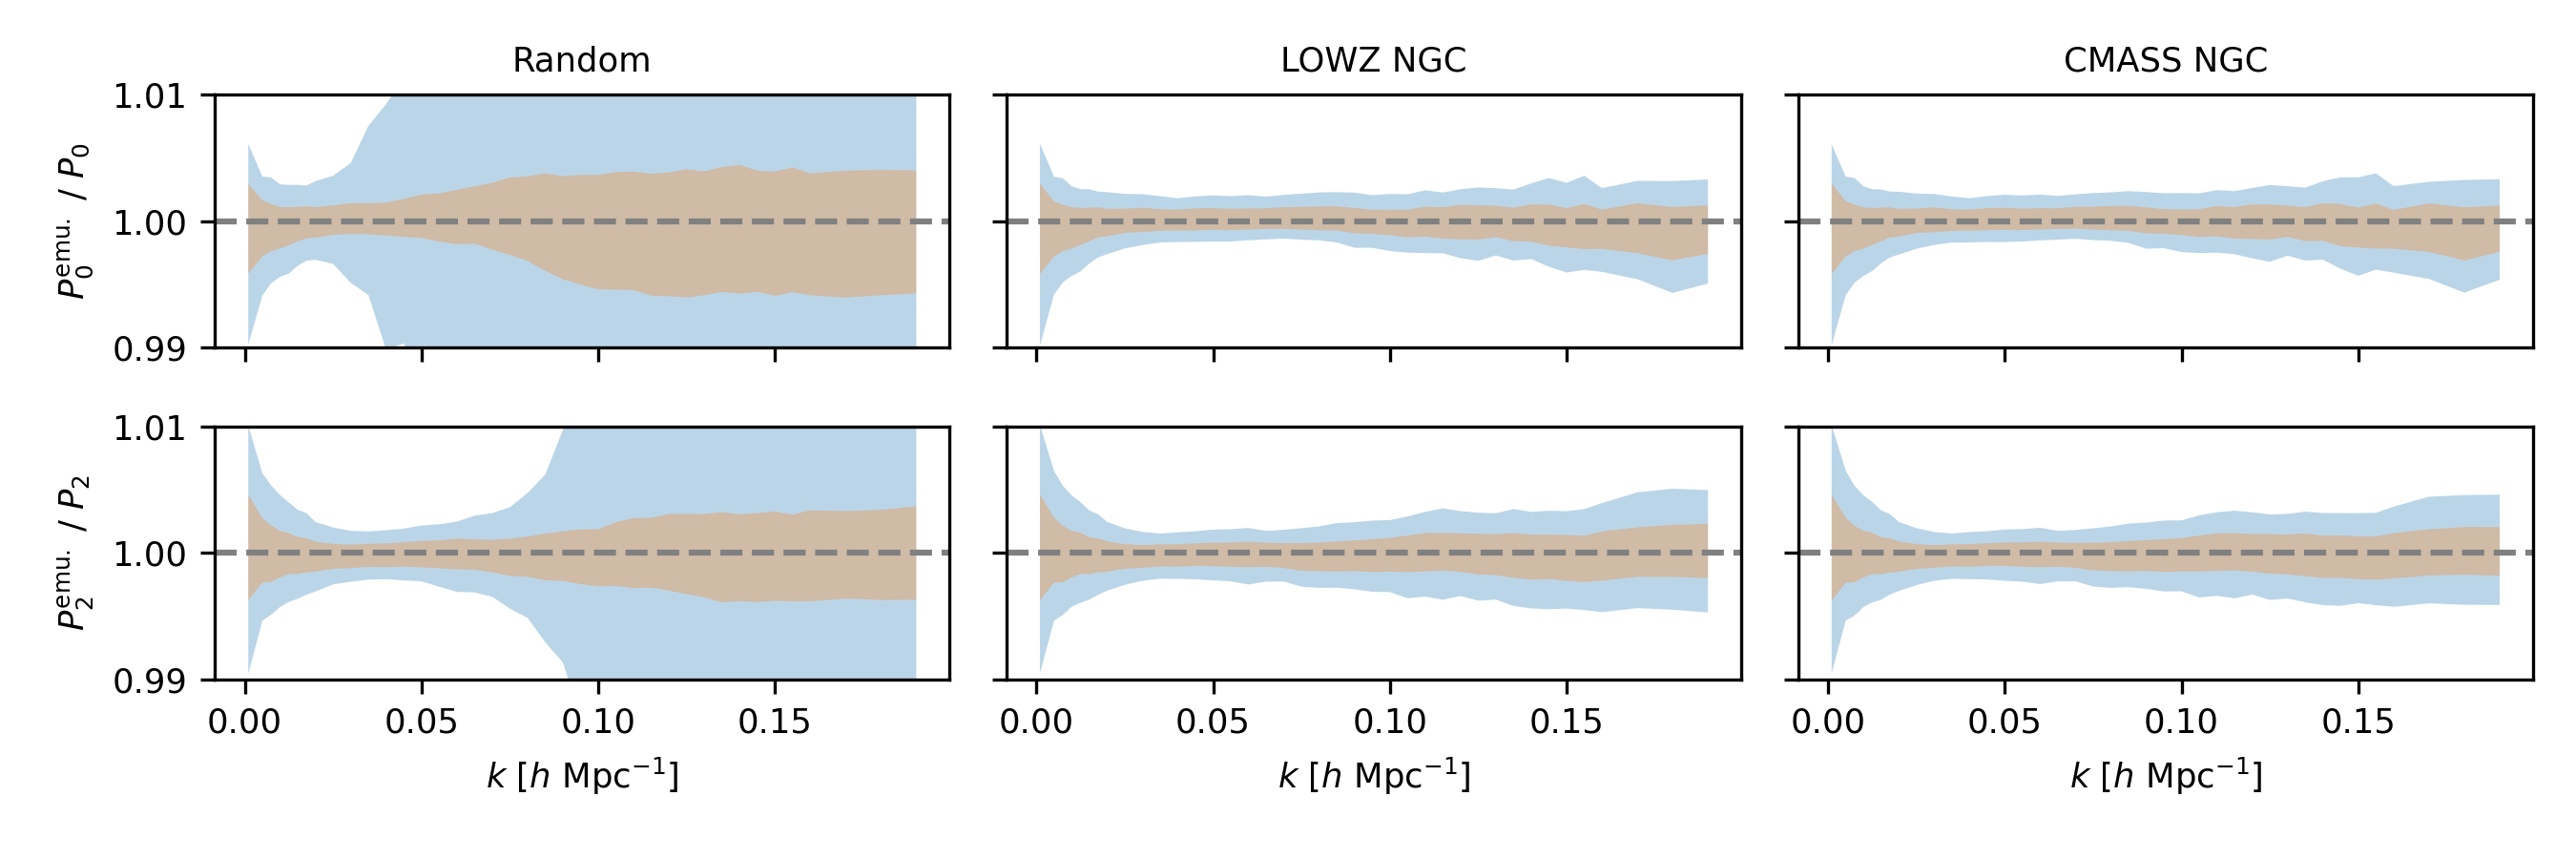 Random LOWZ NGC CMASS NGC
1.01
1.00
0.99
P₀ᵉᵐᵘ· / P₀
1.01
1.00
0.99
P₂ᵉᵐᵘ· / P₂
0.00 0.05 0.10 0.15 0.00 0.05 0.10 0.15 0.00 0.05 0.10 0.15
k [h Mpc⁻¹] k [h Mpc⁻¹] k [h Mpc⁻¹]